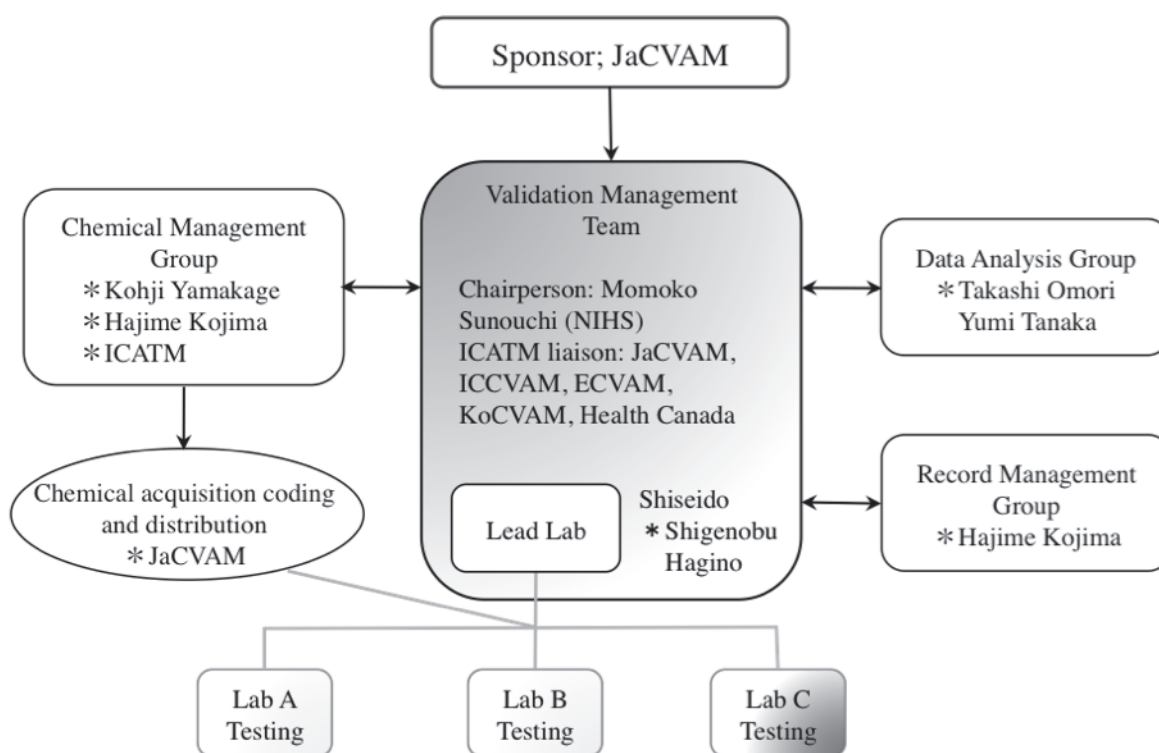 Sponsor; JaCVAM
Validation Management
Team
Chairperson: Momoko
Sunouchi (NIHS)
ICATM liaison: JaCVAM,
ICCVAM, ECVAM,
KoCVAM, Health Canada
Lead Lab
Shiseido
* Shigenobu
Hagino
Chemical Management
Group
* Kohji Yamakage
* Hajime Kojima
* ICATM
Chemical acquisition coding
and distribution
* JaCVAM
Data Analysis Group
* Takashi Omori
Yumi Tanaka
Record Management
Group
* Hajime Kojima
Lab A
Testing
Lab B
Testing
Lab C
Testing